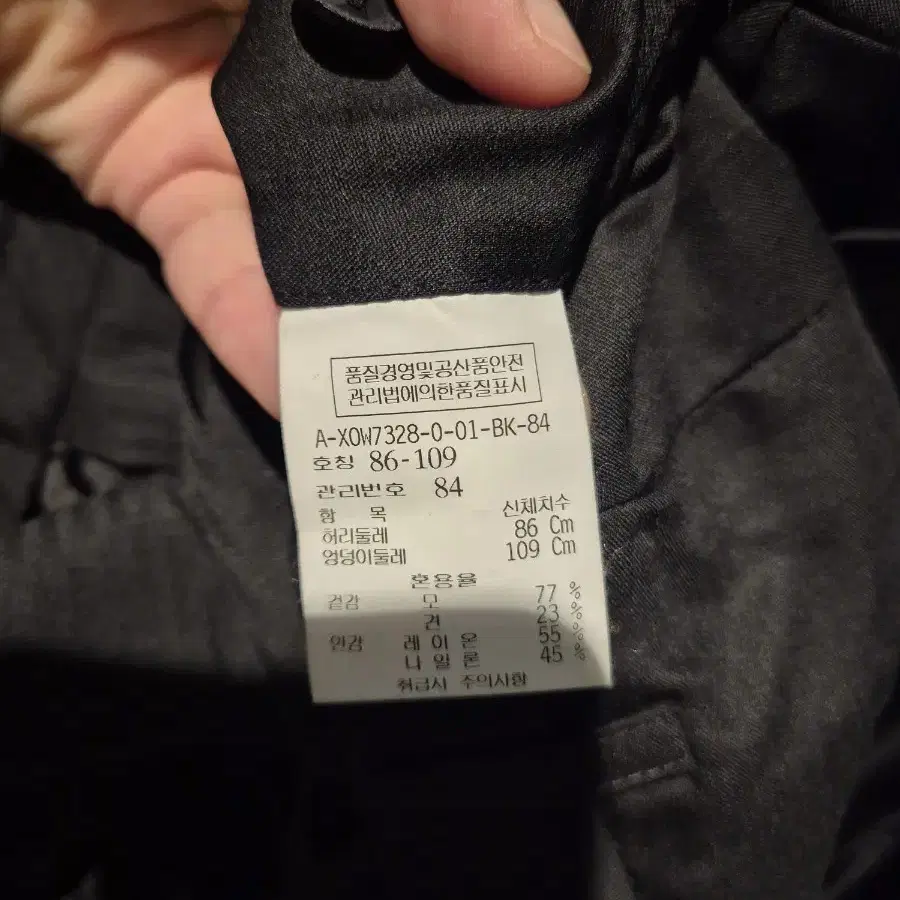 품질경영및공산품안전
관리법에의한품질표시
A-XOW7328-0-01-BK-84
호칭 86-109
관리번호 84
항 목 신체치수
허리둘레 86 Cm
엉덩이둘레 109 Cm
혼용율
겉감 모 77 %
견 23 %
안감 레이온 55 %
나일론 45 %
취급시 주의사항